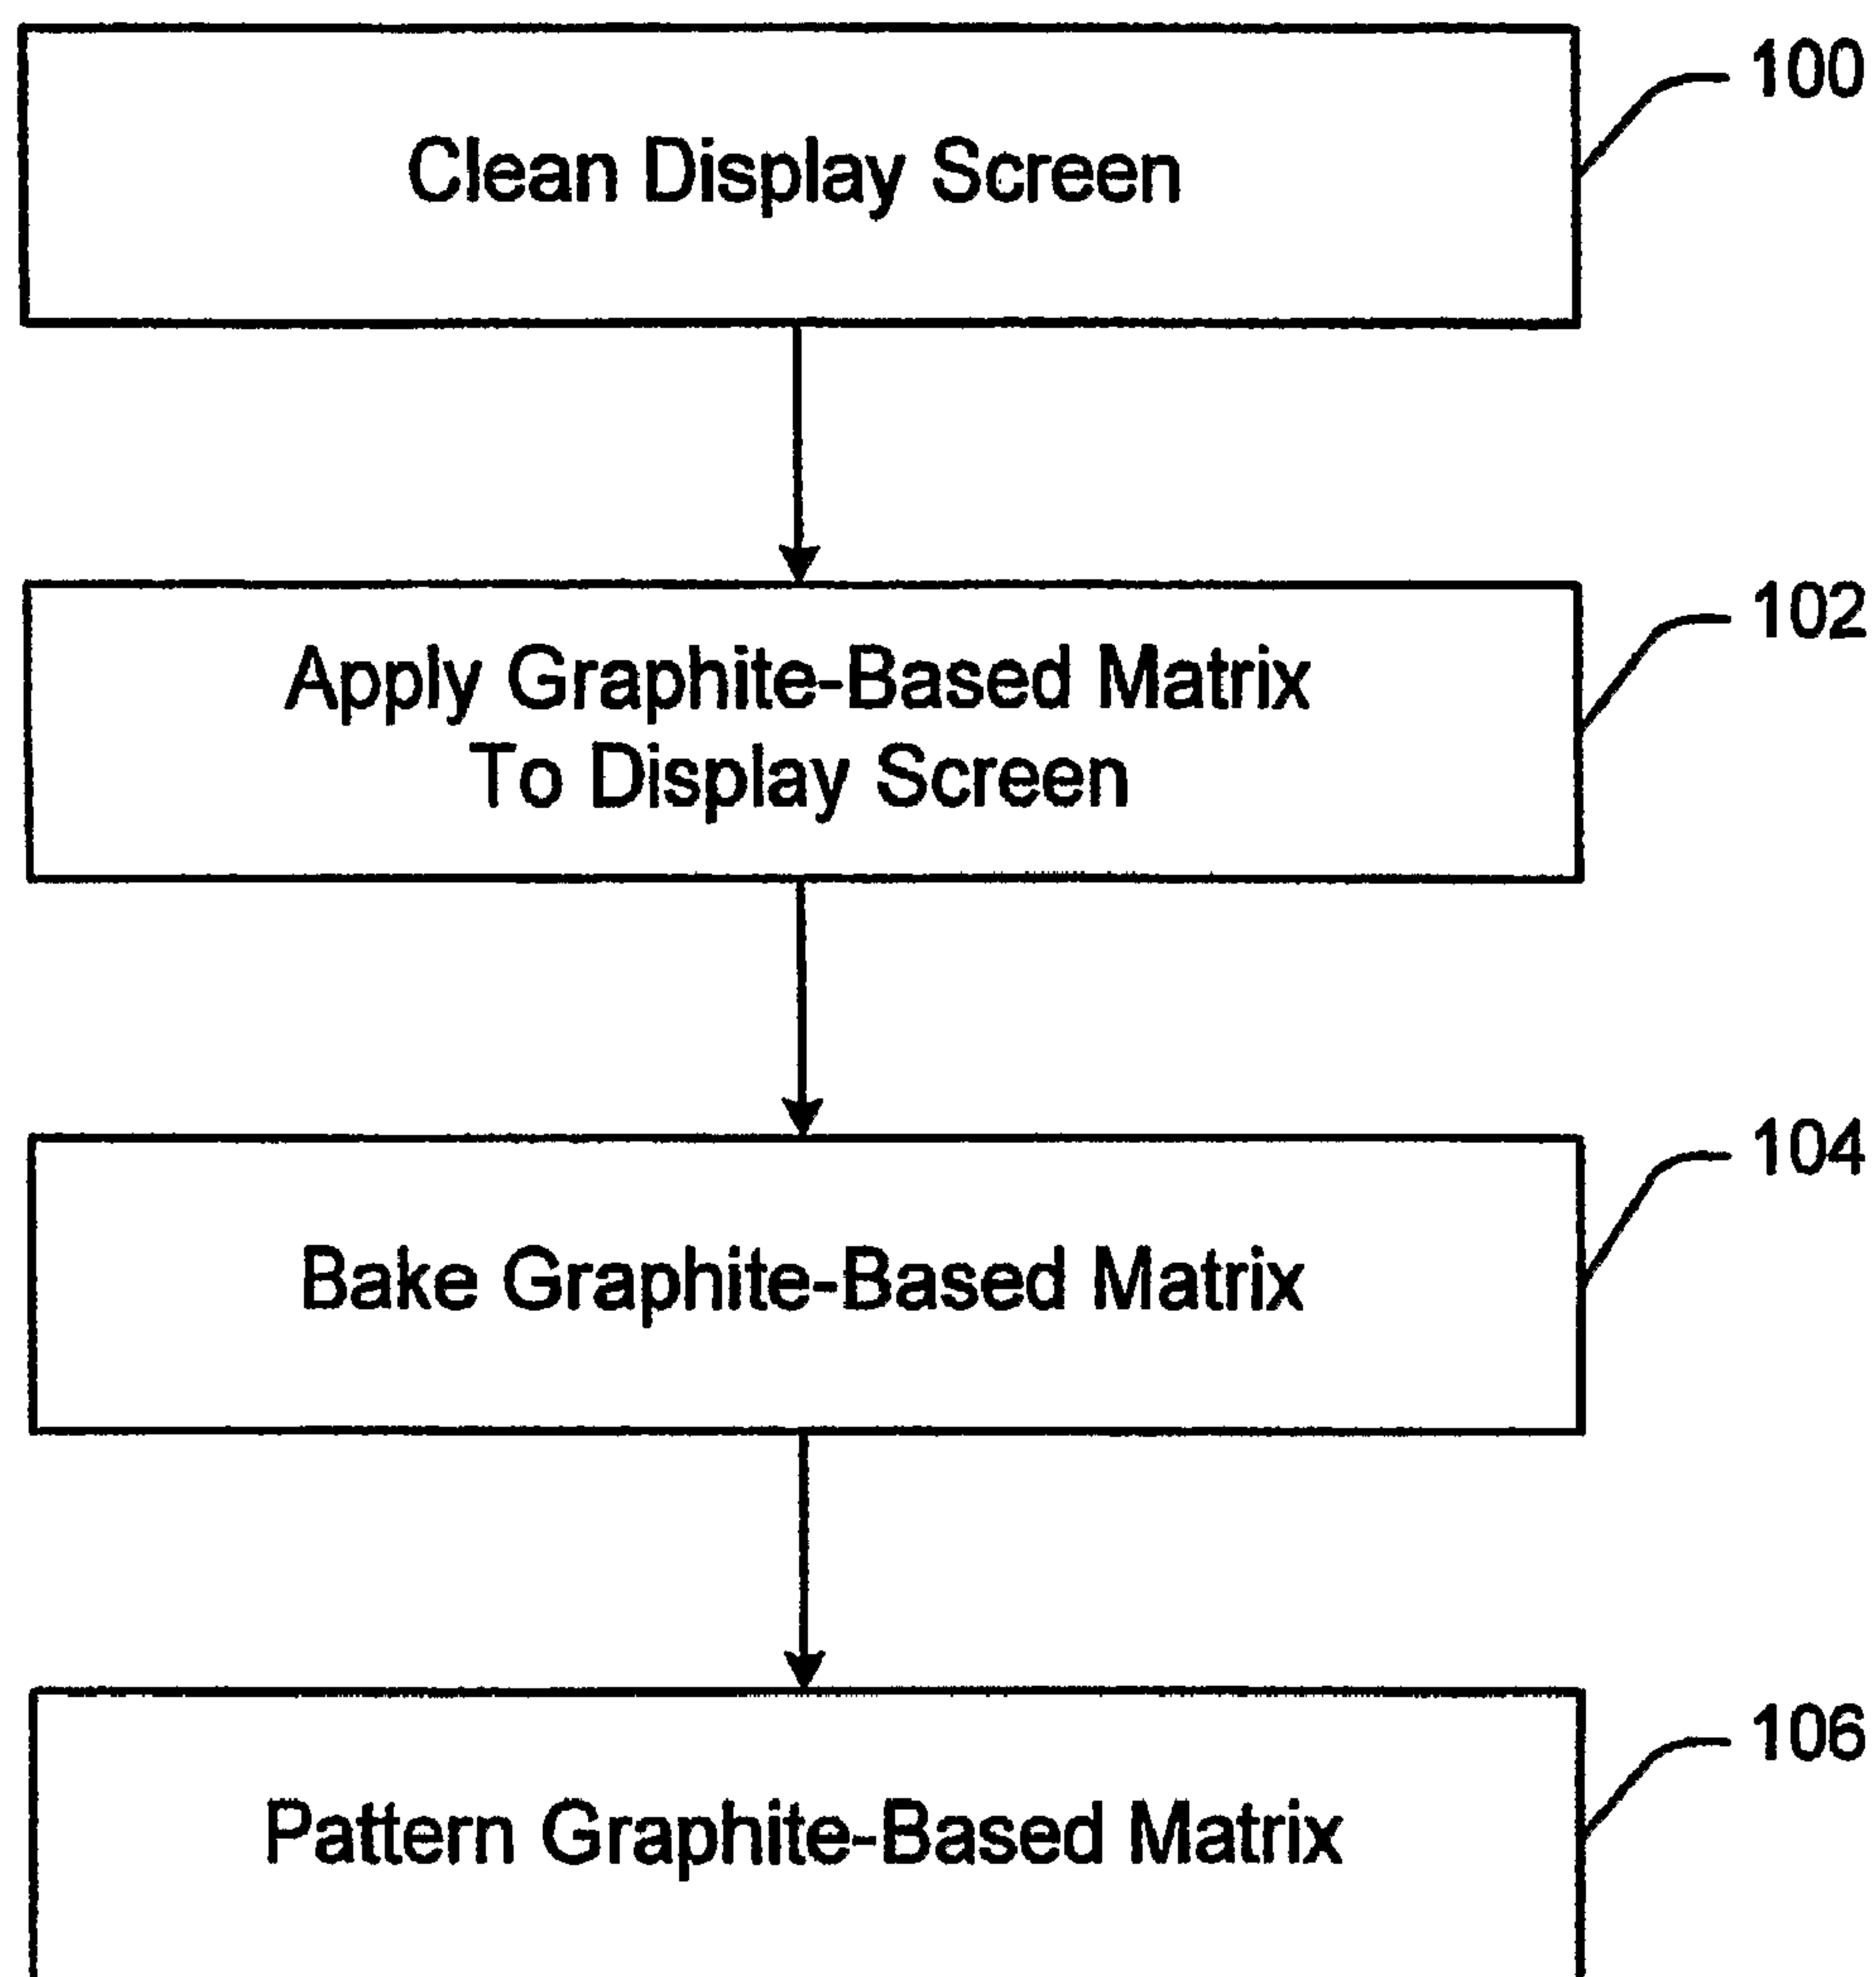 100
Clean Display Screen
102
Apply Graphite-Based Matrix
To Display Screen
104
Bake Graphite-Based Matrix
106
Pattern Graphite-Based Matrix